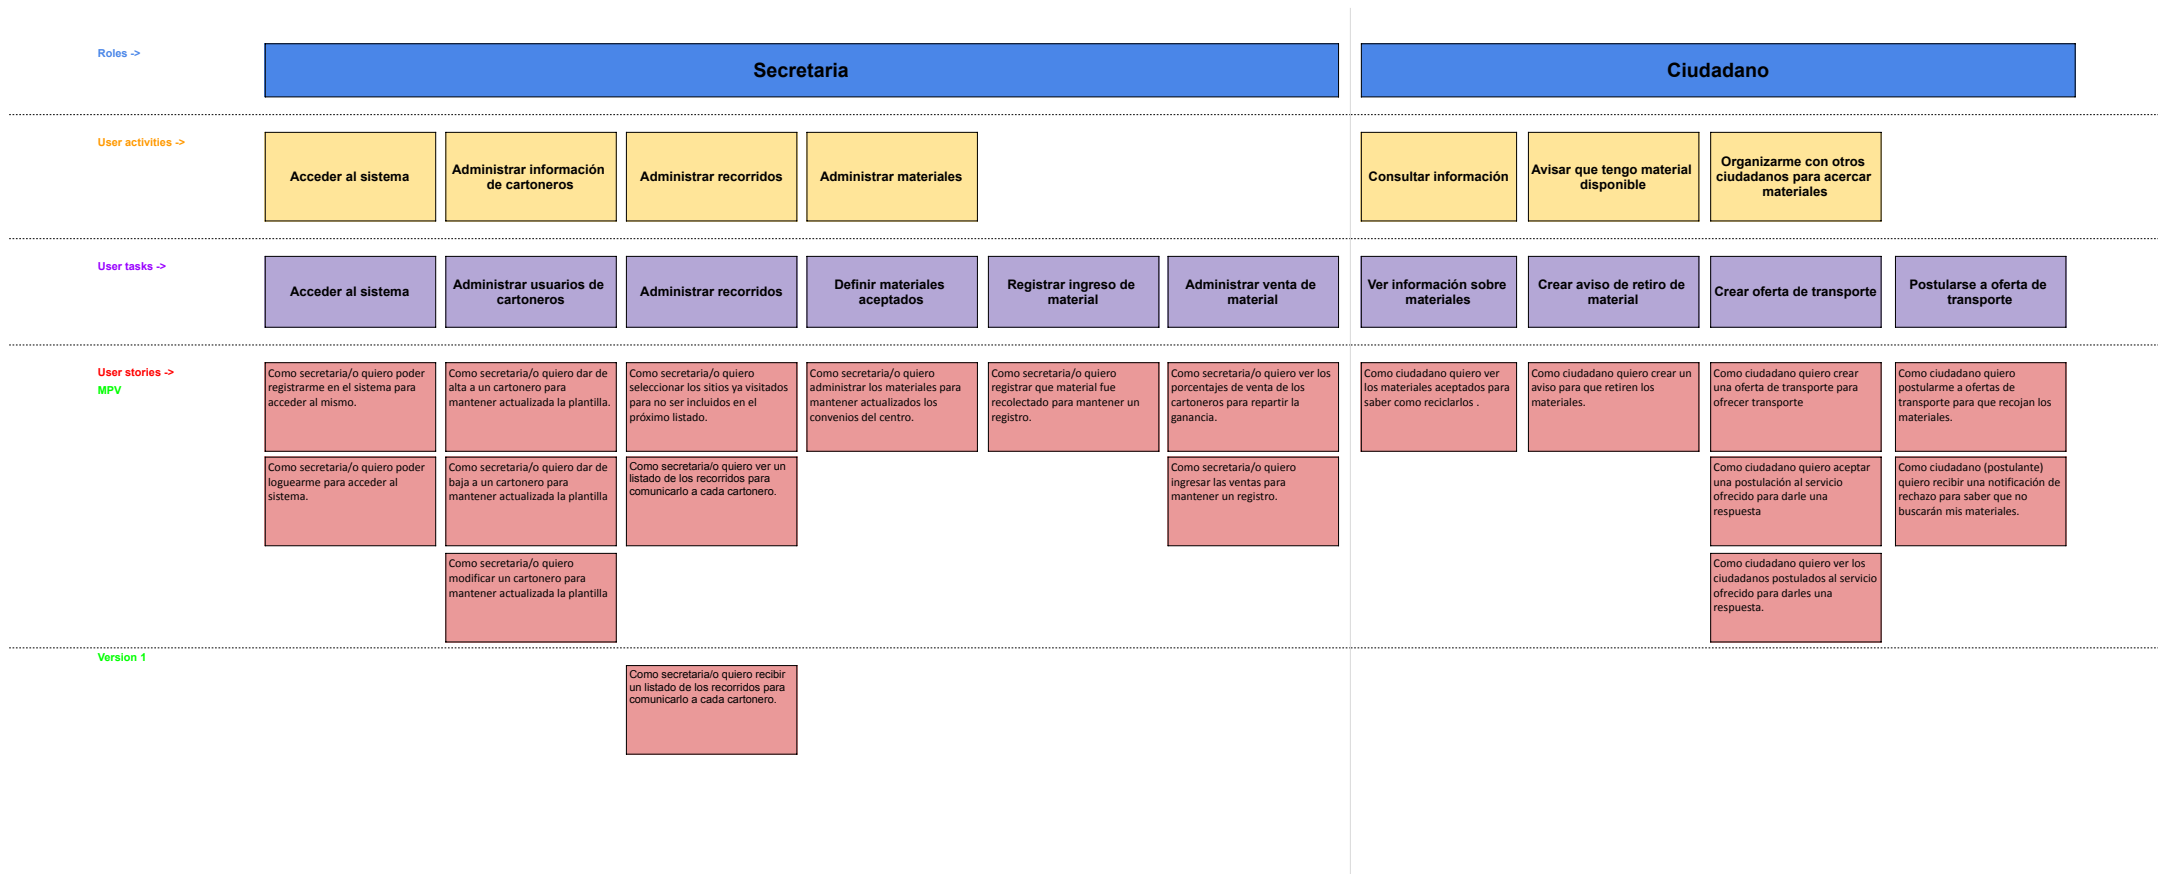 Roles ->
Secretaria
Ciudadano
User activities ->
Acceder al sistema
Administrar información
de cartoneros
Administrar recorridos
Administrar materiales
Consultar información
Avisar que tengo material
disponible
Organizarme con otros
ciudadanos para acercar
materiales
User tasks ->
Acceder al sistema
Administrar usuarios de
cartoneros
Administrar recorridos
Definir materiales
aceptados
Registrar ingreso de
material
Administrar venta de
material
Ver información sobre
materiales
Crear aviso de retiro de
material
Crear oferta de transporte
Postularse a oferta de
transporte
User stories ->
MPV
Como secretaria/o quiero poder
registrarme en el sistema para
acceder al mismo.
Como secretaria/o quiero dar de
alta a un cartonero para
mantener actualizada la plantilla.
Como secretaria/o quiero
seleccionar los sitios ya visitados
para no ser incluidos en el
próximo listado.
Como secretaria/o quiero
administrar los materiales para
mantener actualizados los
convenios del centro.
Como secretaria/o quiero
registrar que material fue
recolectado para mantener un
registro.
Como secretaria/o quiero ver los
porcentajes de venta de los
cartoneros para repartir la
ganancia.
Como ciudadano quiero ver
los materiales aceptados para
saber como reciclarlos .
Como ciudadano quiero crear un
aviso para que retiren los
materiales.
Como ciudadano quiero crear
una oferta de transporte para
ofrecer transporte
Como ciudadano quiero
postularme a ofertas de
transporte para que recojan los
materiales.
Como secretaria/o quiero poder
loguearme para acceder al
sistema.
Como secretaria/o quiero dar de
baja a un cartonero para
mantener actualizada la plantilla
Como secretaria/o quiero ver un
listado de los recorridos para
comunicarlo a cada cartonero.
Como secretaria/o quiero
ingresar las ventas para
mantener un registro.
Como ciudadano quiero aceptar
una postulación al servicio
ofrecido para darle una
respuesta
Como ciudadano (postulante)
quiero recibir una notificación de
rechazo para saber que no
buscarán mis materiales.
Como secretaria/o quiero
modificar un cartonero para
mantener actualizada la plantilla
Como ciudadano quiero ver los
ciudadanos postulados al servicio
ofrecido para darles una
respuesta.
Version 1
Como secretaria/o quiero recibir
un listado de los recorridos para
comunicarlo a cada cartonero.